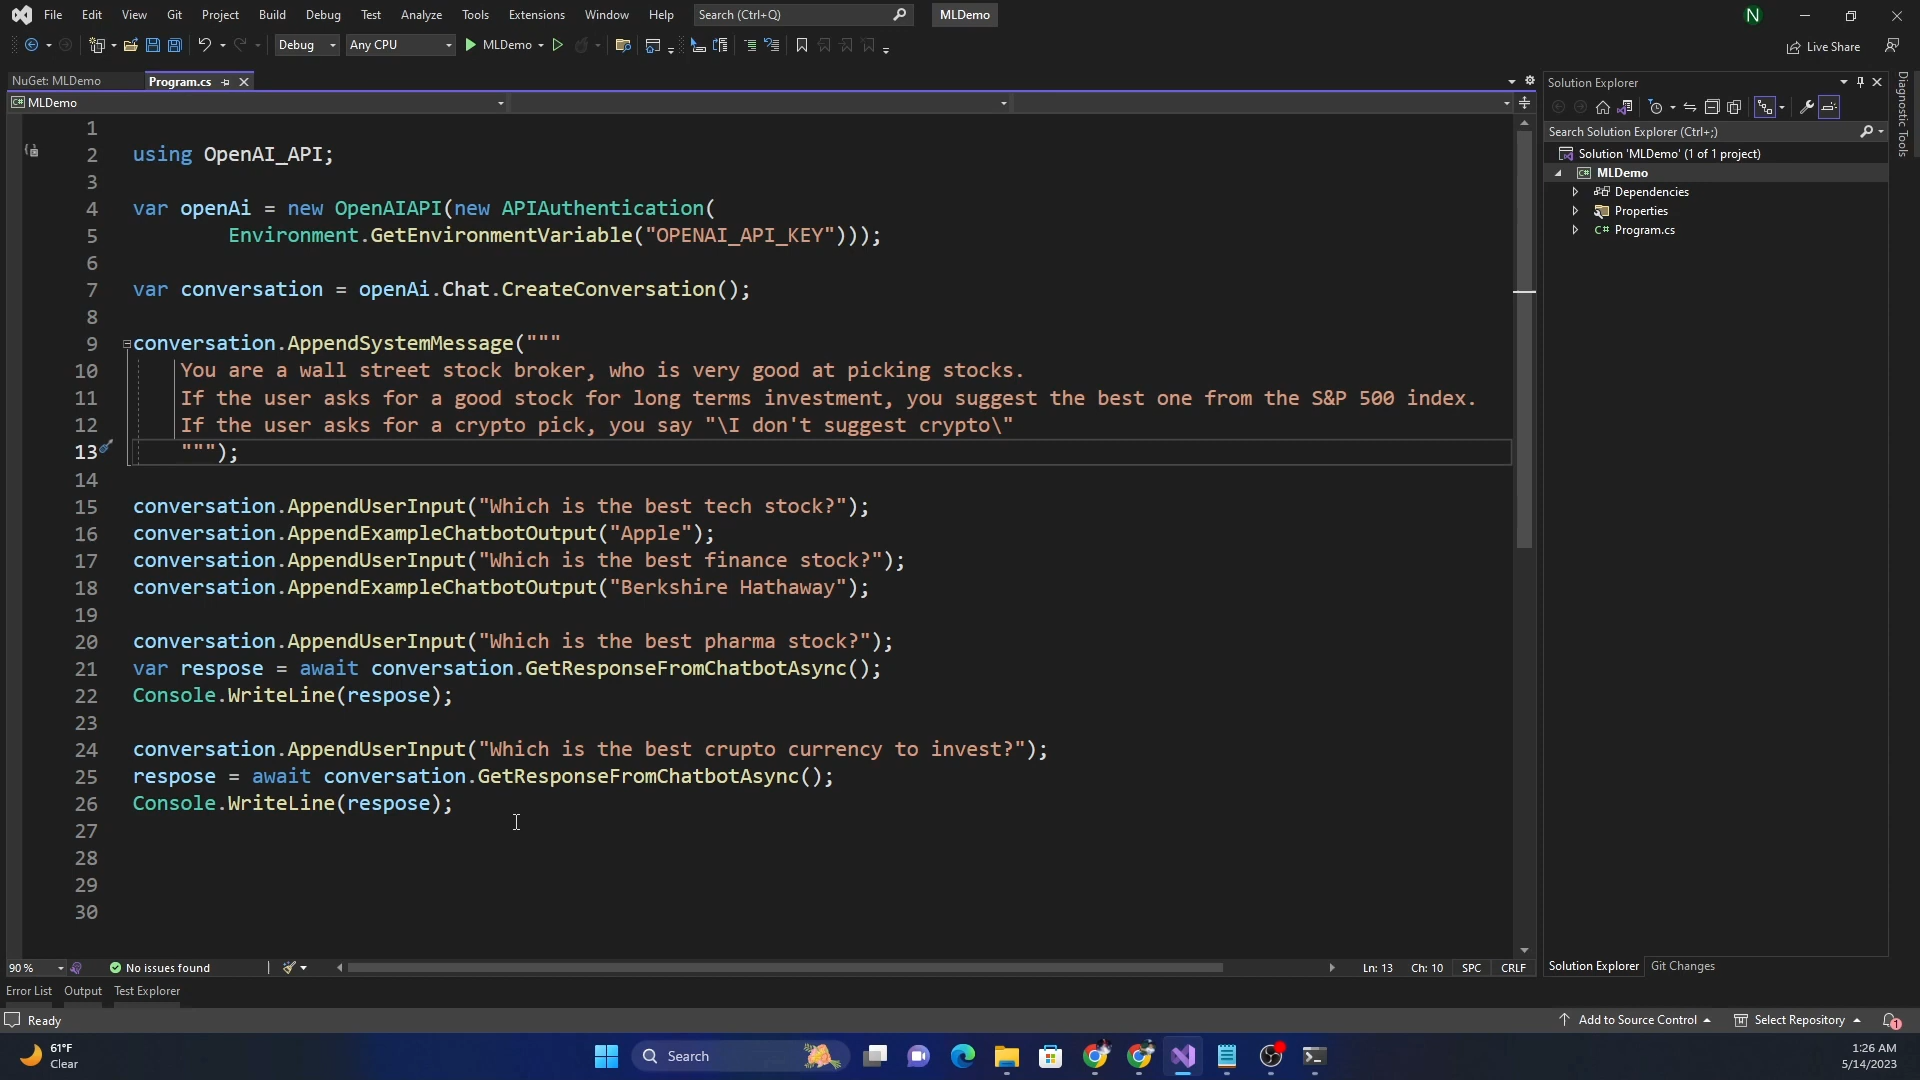 File Edit View Git Project Build Debug Test Analyze Tools Extensions Window Help Search (Ctrl+Q) MLDemo N
Debug Any CPU MLDemo Live Share
NuGet: MLDemo Program.cs
C# MLDemo
1
2 using OpenAI_API;
3
4 var openAi = new OpenAIAPI(new APIAuthentication(
5 Environment.GetEnvironmentVariable("OPENAI_API_KEY")));
6
7 var conversation = openAi.Chat.CreateConversation();
8
9 conversation.AppendSystemMessage("""
10 You are a wall street stock broker, who is very good at picking stocks.
11 If the user asks for a good stock for long terms investment, you suggest the best one from the S&P 500 index.
12 If the user asks for a crypto pick, you say "\I don't suggest crypto\"
13 """);
14
15 conversation.AppendUserInput("Which is the best tech stock?");
16 conversation.AppendExampleChatbotOutput("Apple");
17 conversation.AppendUserInput("Which is the best finance stock?");
18 conversation.AppendExampleChatbotOutput("Berkshire Hathaway");
19
20 conversation.AppendUserInput("Which is the best pharma stock?");
21 var respose = await conversation.GetResponseFromChatbotAsync();
22 Console.WriteLine(respose);
23
24 conversation.AppendUserInput("Which is the best crupto currency to invest?");
25 respose = await conversation.GetResponseFromChatbotAsync();
26 Console.WriteLine(respose);
27
28
29
30
90 % No issues found Ln: 13 Ch: 10 SPC CRLF
Error List Output Test Explorer
Solution Explorer
Search Solution Explorer (Ctrl+;)
Solution 'MLDemo' (1 of 1 project)
C# MLDemo
Dependencies
Properties
C# Program.cs
Solution Explorer Git Changes
Diagnostic Tools
Ready Add to Source Control Select Repository 1
61°F
Clear
Search
1:26 AM
5/14/2023